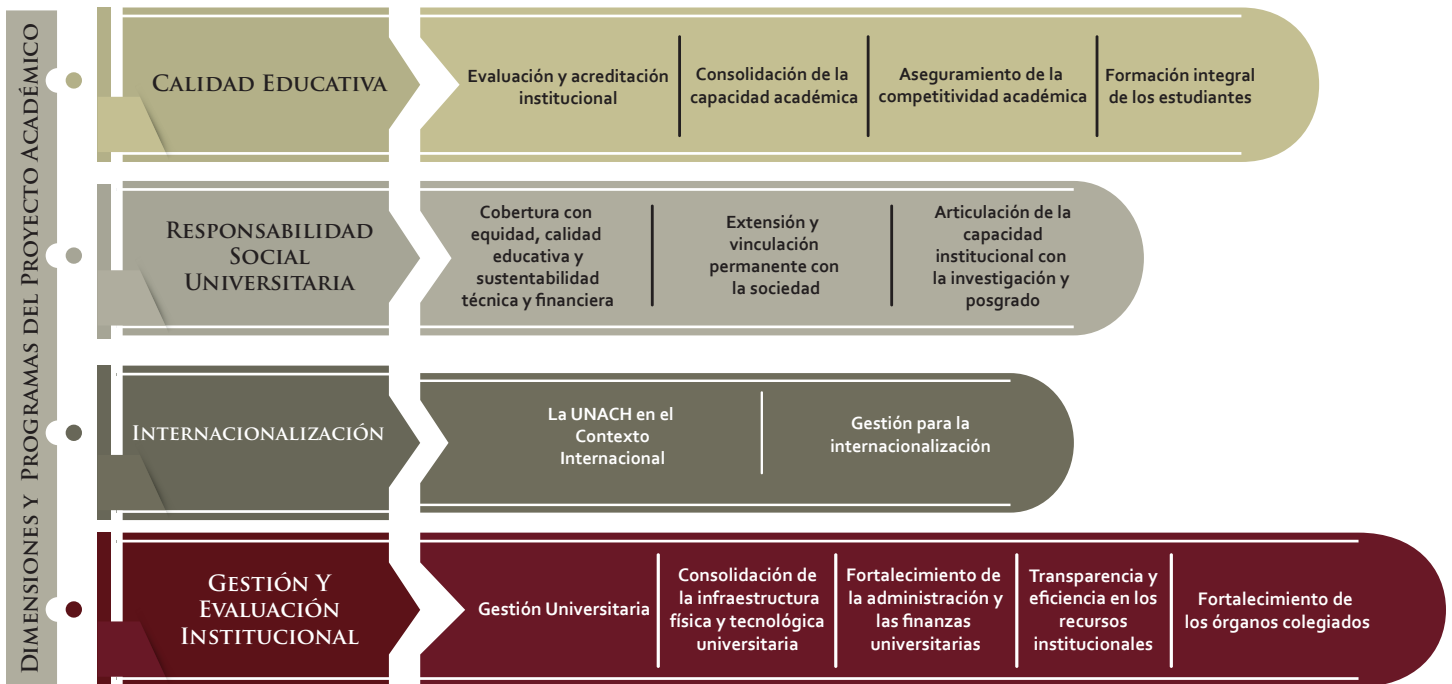 Dimensiones y Programas del Proyecto Académico
Calidad Educativa
Evaluación y acreditación
institucional
Consolidación de la
capacidad académica
Aseguramiento de la
competitividad académica
Formación integral
de los estudiantes
Responsabilidad
Social
Universitaria
Cobertura con
equidad, calidad
educativa y
sustentabilidad
técnica y financiera
Extensión y
vinculación
permanente con
la sociedad
Articulación de la
capacidad
institucional con
la investigación y
posgrado
Internacionalización
La UNACH en el
Contexto
Internacional
Gestión para la
internacionalización
Gestión y
Evaluación
Institucional
Gestión Universitaria
Consolidación de
la infraestructura
física y tecnológica
universitaria
Fortalecimiento de
la administración y
las finanzas
universitarias
Transparencia y
eficiencia en los
recursos
institucionales
Fortalecimiento de
los órganos colegiados